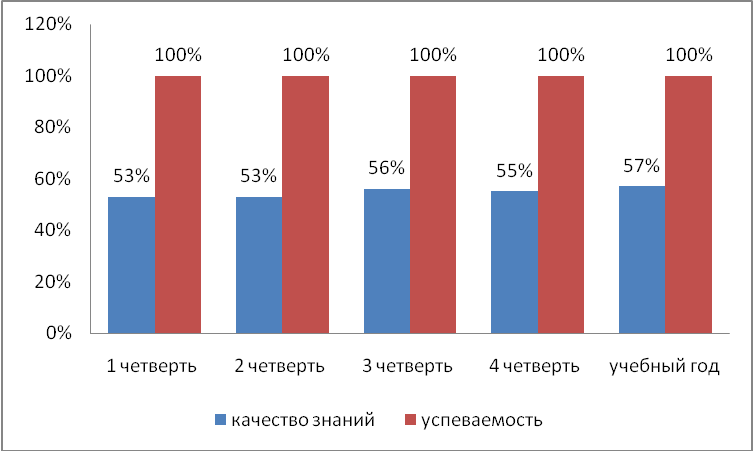 120%
100%
80%
60%
40%
20%
0%
100% 100% 100% 100% 100%
53% 53% 56% 55% 57%
1 четверть 2 четверть 3 четверть 4 четверть учебный год
качество знаний успеваемость